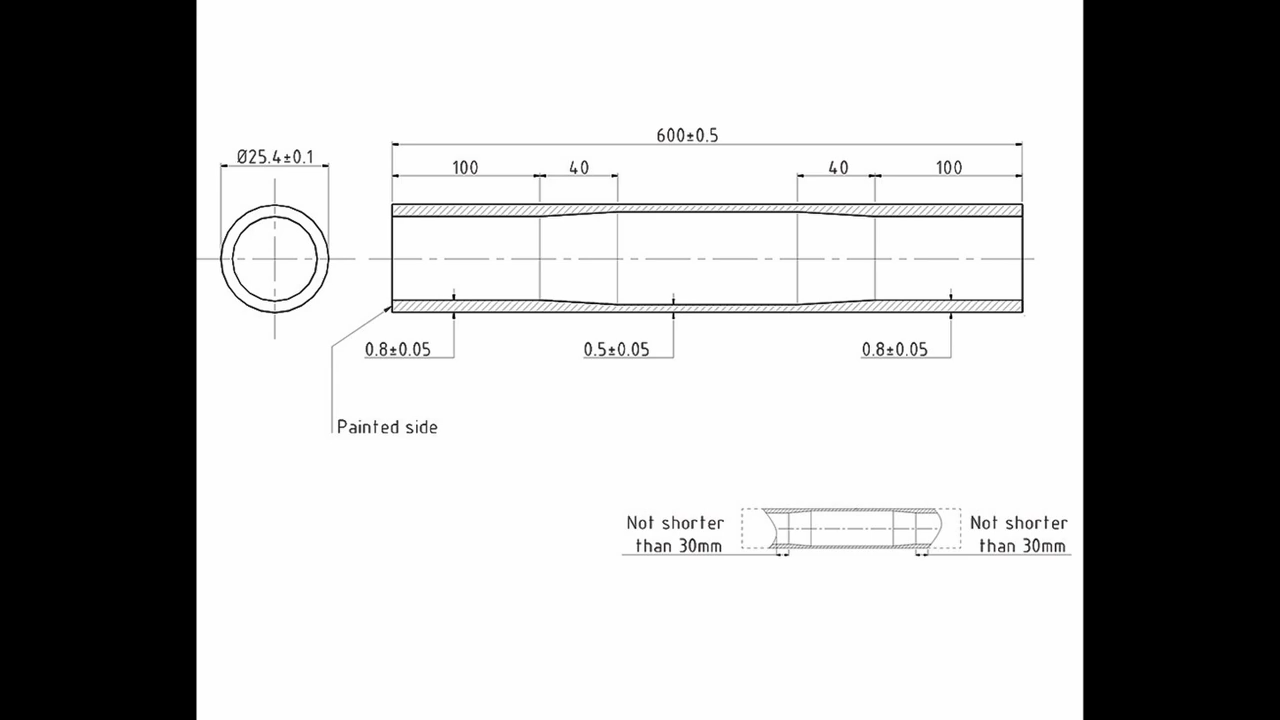 600±0.5
Ø25.4±0.1
100
40
40
100
0.8±0.05
0.5±0.05
0.8±0.05
Painted side
Not shorter
than 30mm
Not shorter
than 30mm